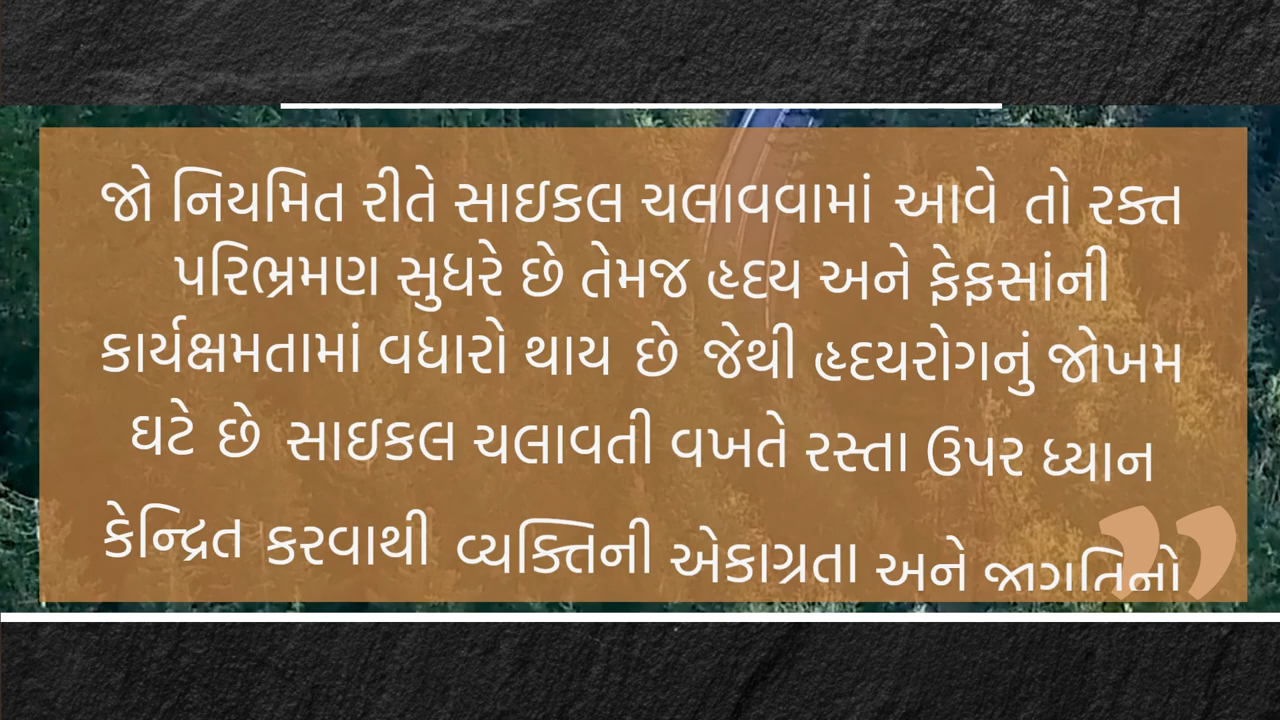 જો નિયમિત રીતે સાઇકલ ચલાવવામાં આવે તો રક્ત
પરિભ્રમણ સુધરે છે તેમજ હૃદય અને ફેફસાંની
કાર્યક્ષમતામાં વધારો થાય છે જેથી હૃદયરોગનું જોખમ
ઘટે છે સાઇકલ ચલાવતી વખતે રસ્તા ઉપર ધ્યાન
કેન્દ્રિત કરવાથી વ્યક્તિની એકાગ્રતા અને